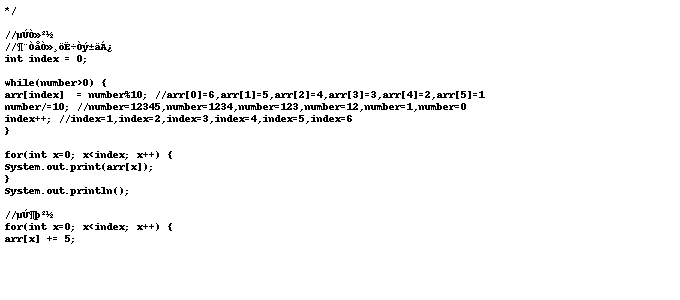 */
//µÚÒ»²½
//¶¨ÒåÒ»¸öË÷Òý±äÁ¿
int index = 0;
while(number>0) {
arr[index]  = number%10; //arr[0]=6,arr[1]=5,arr[2]=4,arr[3]=3,arr[4]=2,arr[5]=1
number/=10; //number=12345,number=1234,number=123,number=12,number=1,number=0
index++; //index=1,index=2,index=3,index=4,index=5,index=6
}
for(int x=0; x<index; x++) {
System.out.print(arr[x]);
}
System.out.println();
//µÚ¶þ²½
for(int x=0; x<index; x++) {
arr[x] += 5;